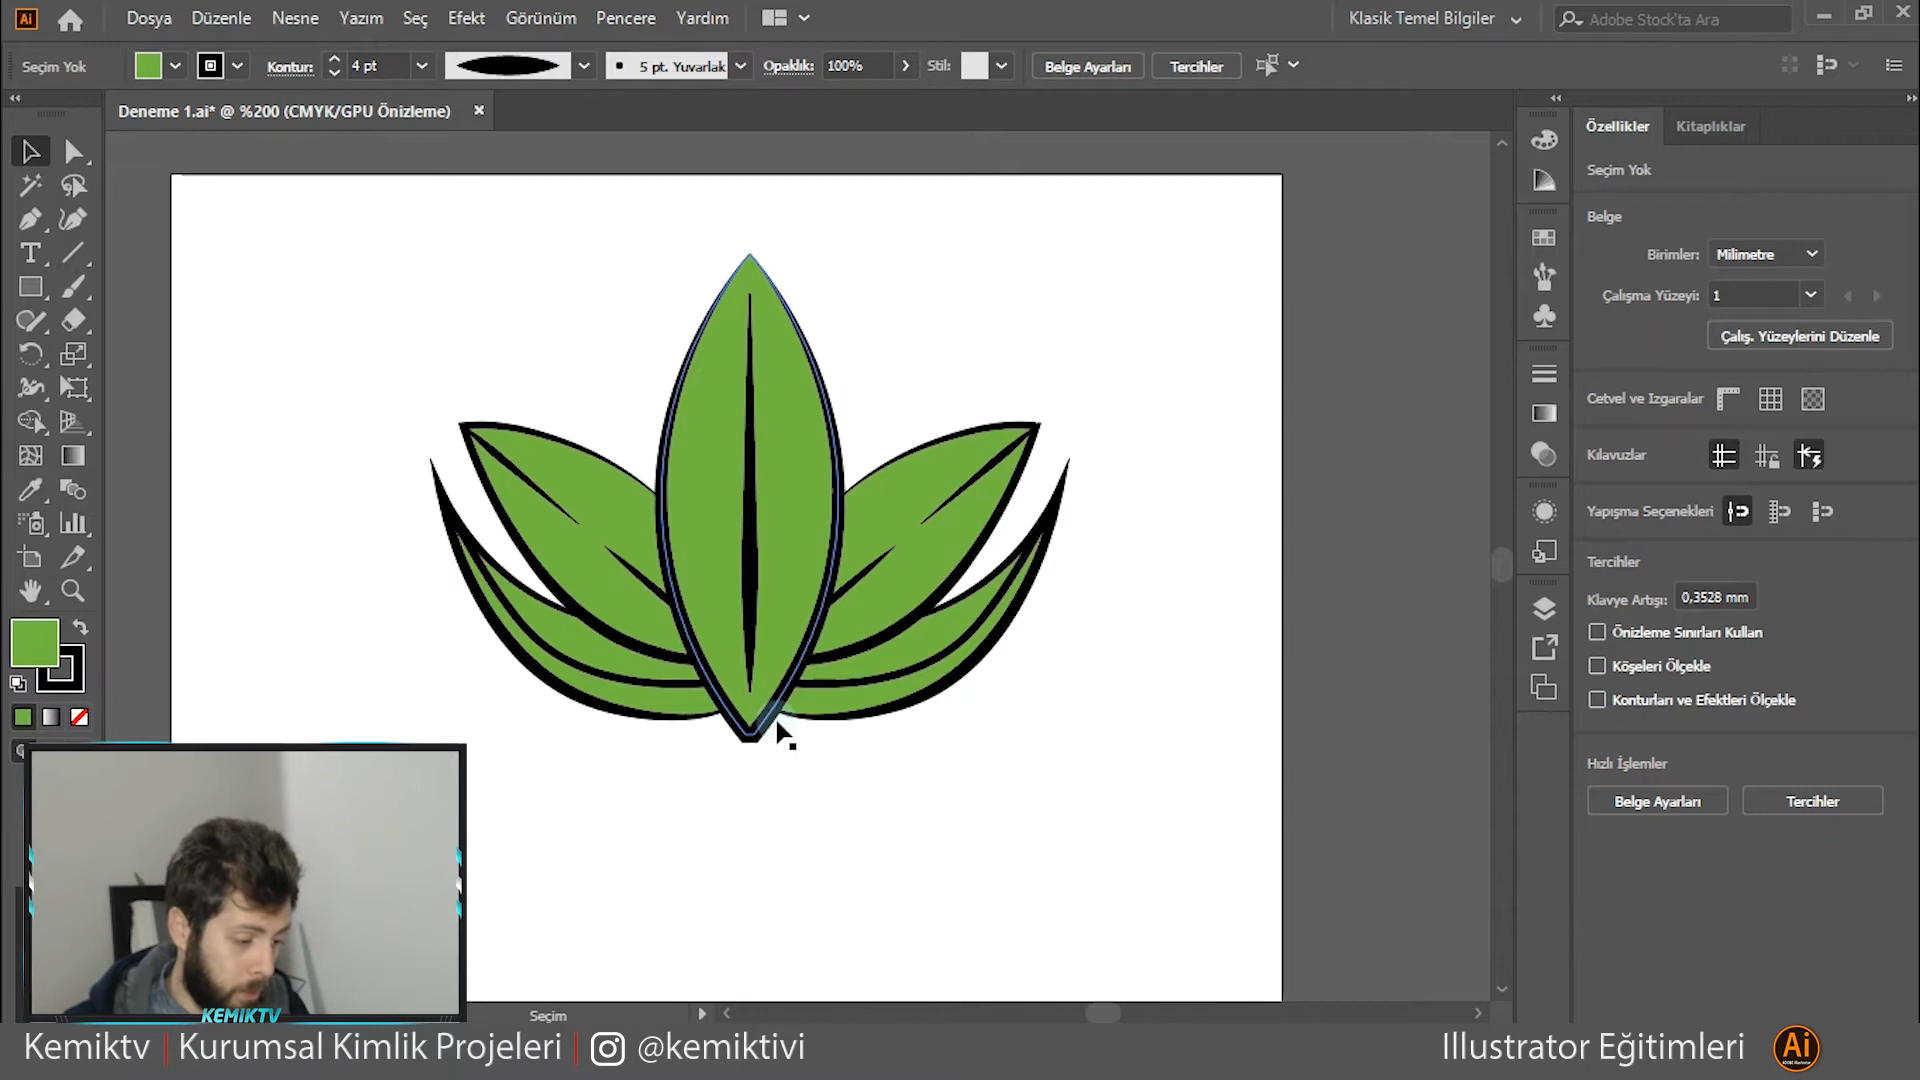 Ai
Dosya Düzenle Nesne Yazım Seç Efekt Görünüm Pencere Yardım
Klasik Temel Bilgiler
Adobe Stock'ta Ara
Seçim Yok
Kontur: 4 pt
5 pt. Yuvarlak
Opaklık: 100%
Stil:
Belge Ayarları
Tercihler
Deneme 1.ai* @ %200 (CMYK/GPU Önizleme)
Özellikler Kitaplıklar
Seçim Yok
Belge
Birimler: Milimetre
Çalışma Yüzeyi: 1
Çalış. Yüzeylerini Düzenle
Cetvel ve Izgaralar
Kılavuzlar
Yapışma Seçenekleri
Tercihler
Klavye Artışı: 0,3528 mm
Önizleme Sınırları Kullan
Köşeleri Ölçekle
Konturları ve Efektleri Ölçekle
Hızlı İşlemler
Belge Ayarları Tercihler
Seçim
KEMIKTV
Kemiktv | Kurumsal Kimlik Projeleri | @kemiktivi
Illustrator Eğitimleri
Ai